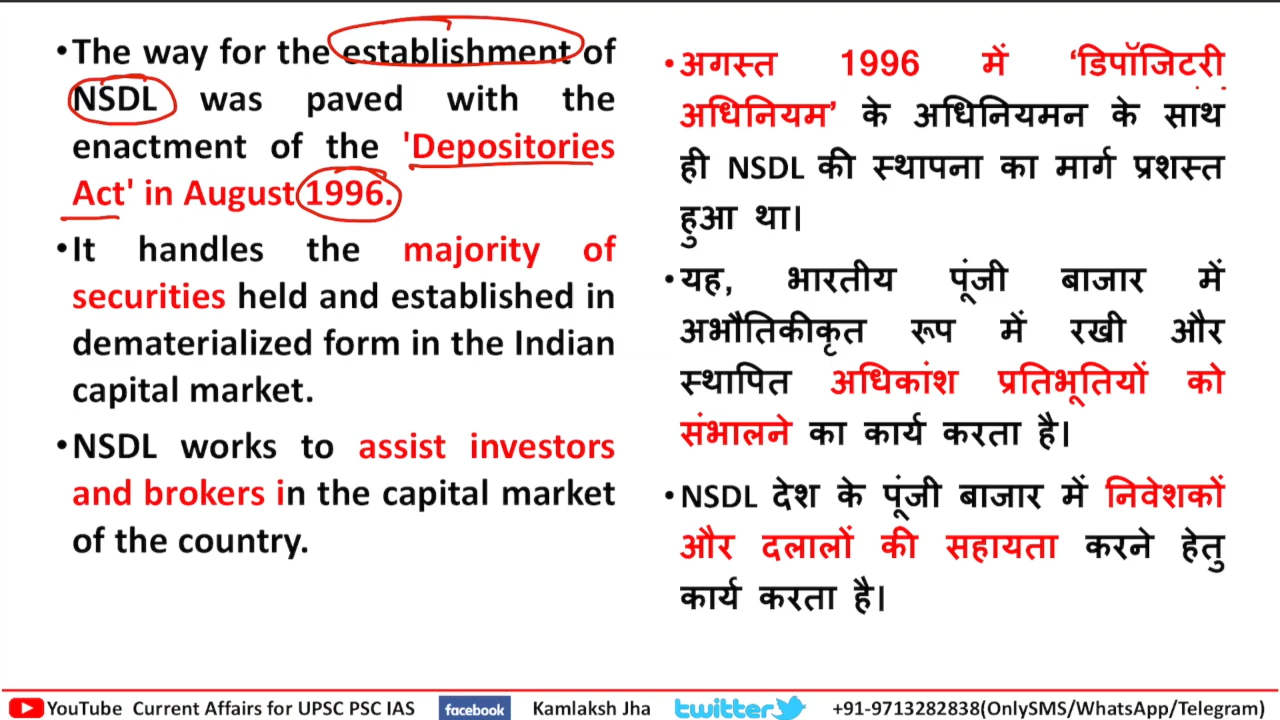 •The way for the establishment of
NSDL was paved with the
enactment of the 'Depositories
Act' in August 1996.
•It handles the majority of
securities held and established in
dematerialized form in the Indian
capital market.
•NSDL works to assist investors
and brokers in the capital market
of the country.
•अगस्त 1996 में ‘डिपॉजिटरी
अधिनियम’ के अधिनियमन के साथ
ही NSDL की स्थापना का मार्ग प्रशस्त
हुआ था।
•यह, भारतीय पूंजी बाजार में
अभौतिकीकृत रूप में रखी और
स्थापित अधिकांश प्रतिभूतियों को
संभालने का कार्य करता है।
•NSDL देश के पूंजी बाजार में निवेशकों
और दलालों की सहायता करने हेतु
कार्य करता है।
YouTube Current Affairs for UPSC PSC IAS facebook Kamlaksh Jha twitter +91-9713282838(OnlySMS/WhatsApp/Telegram)